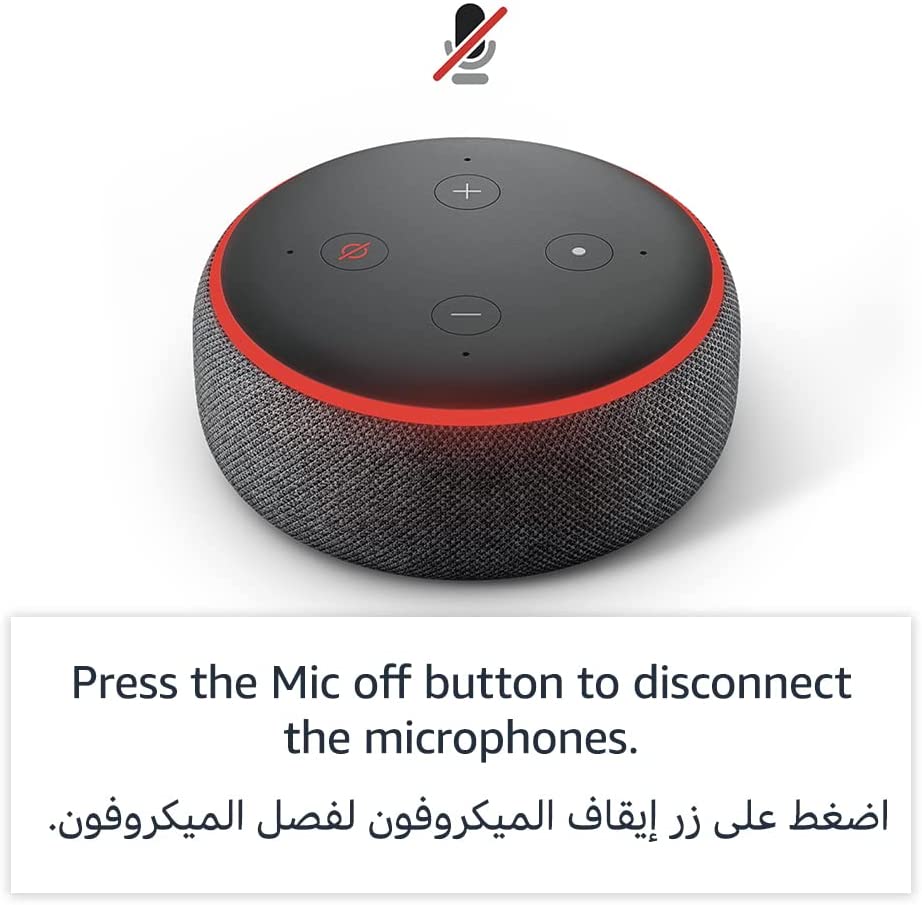 Press the Mic off button to disconnect
the microphones.
اضغط على زر إيقاف الميكروفون لفصل الميكروفون.